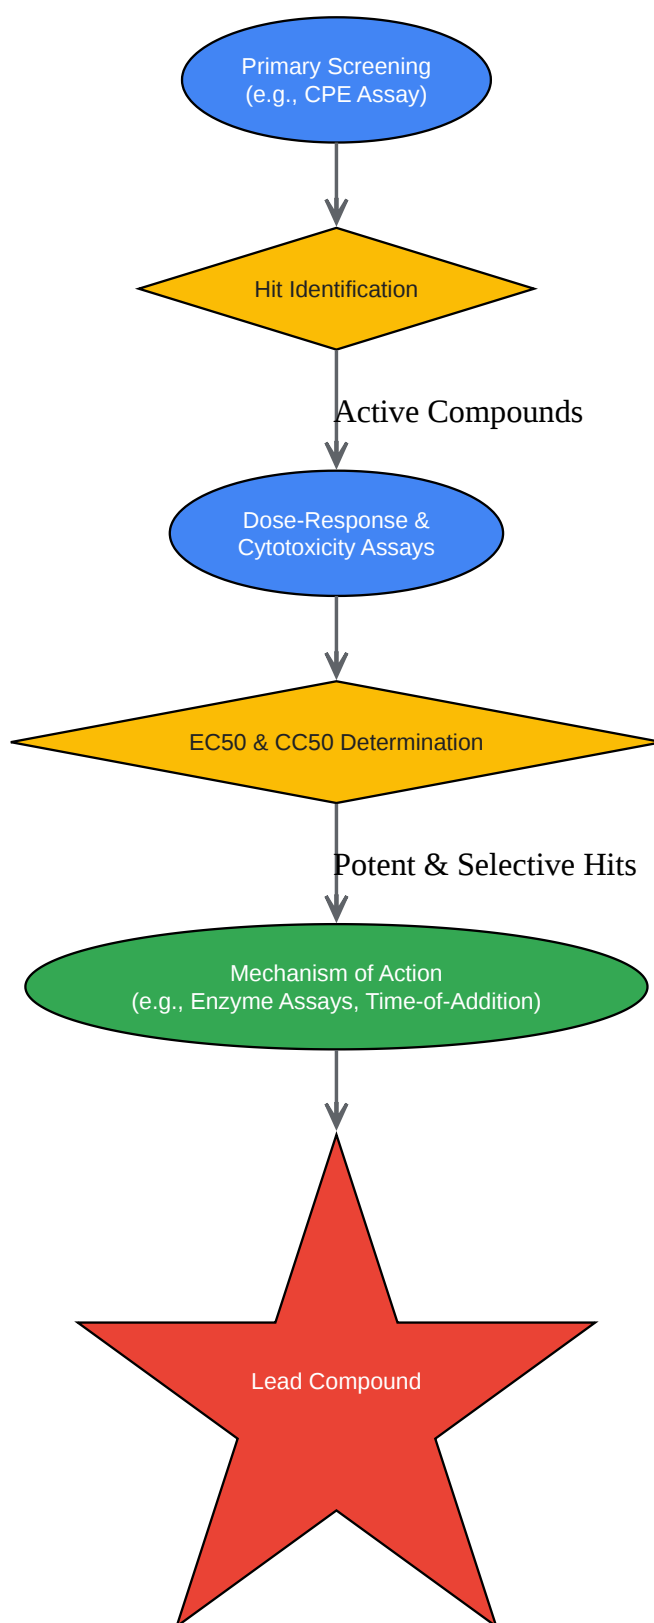 Primary Screening
(e.g., CPE Assay)
Hit Identification
Active Compounds
Dose-Response &
Cytotoxicity Assays
EC50 & CC50 Determination
Potent & Selective Hits
Mechanism of Action
(e.g., Enzyme Assays, Time-of-Addition)
Lead Compound